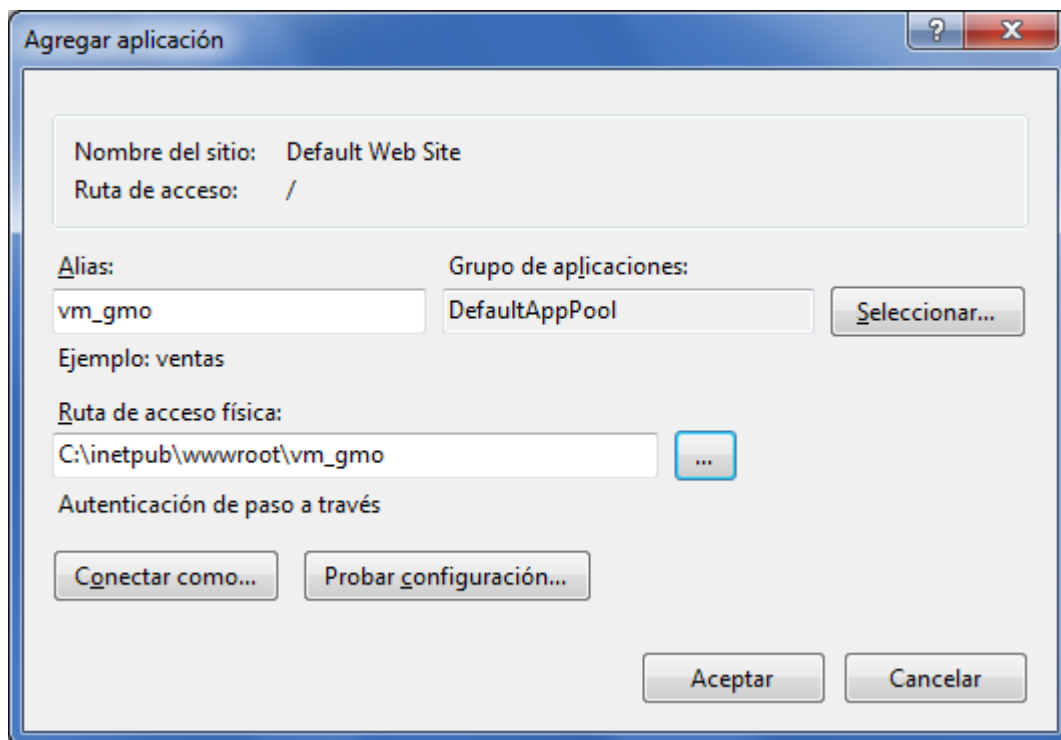 Agregar aplicación
Nombre del sitio: Default Web Site
Ruta de acceso: /
Alias: Grupo de aplicaciones:
vm_gmo DefaultAppPool Seleccionar...
Ejemplo: ventas
Ruta de acceso física:
C:\inetpub\wwwroot\vm_gmo ...
Autenticación de paso a través
Conectar como... Probar configuración...
Aceptar Cancelar